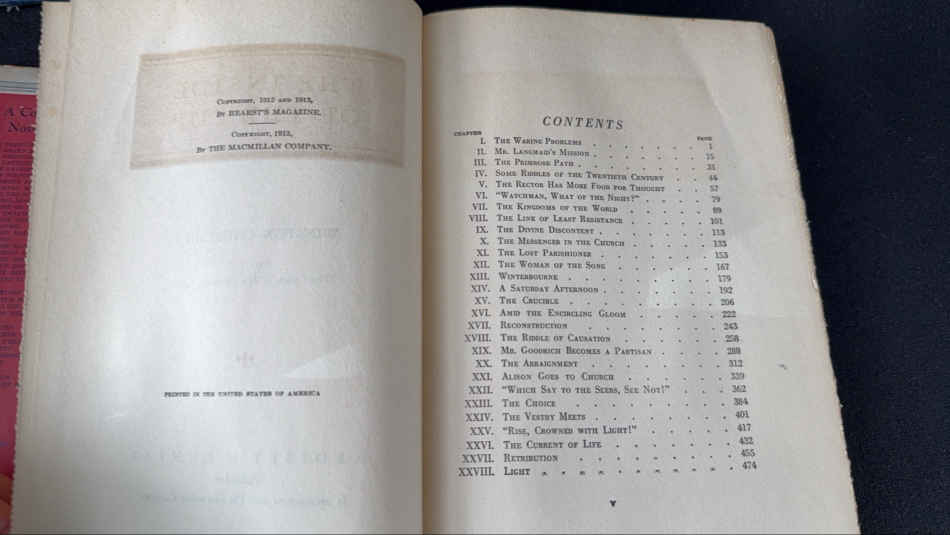 COPYRIGHT, 1912 AND 1913,
BY HEARST'S MAGAZINE.
COPYRIGHT, 1913,
BY THE MACMILLAN COMPANY.
PRINTED IN THE UNITED STATES OF AMERICA
CONTENTS
CHAPTER PAGE
I. THE WARING PROBLEMS . . . . . . . 1
II. MR. LANGMAID'S MISSION . . . . . . . 15
III. THE PRIMROSE PATH . . . . . . . 31
IV. SOME RIDDLES OF THE TWENTIETH CENTURY . . 44
V. THE RECTOR HAS MORE FOOD FOR THOUGHT . . 57
VI. "WATCHMAN, WHAT OF THE NIGHT?" . . . . 79
VII. THE KINGDOMS OF THE WORLD . . . . . 89
VIII. THE LINE OF LEAST RESISTANCE . . . . . 101
IX. THE DIVINE DISCONTENT . . . . . . . 113
X. THE MESSENGER IN THE CHURCH . . . . . 133
XI. THE LOST PARISHIONER . . . . . . . 153
XII. THE WOMAN OF THE SONG . . . . . . 167
XIII. WINTERBOURNE . . . . . . . . 179
XIV. A SATURDAY AFTERNOON . . . . . . . 192
XV. THE CRUCIBLE . . . . . . . . 206
XVI. AMID THE ENCIRCLING GLOOM . . . . . 222
XVII. RECONSTRUCTION . . . . . . . 243
XVIII. THE RIDDLE OF CAUSATION . . . . . . 258
XIX. MR. GOODRICH BECOMES A PARTISAN . . . . 289
XX. THE ARRAIGNMENT . . . . . . . 312
XXI. ALISON GOES TO CHURCH . . . . . . 339
XXII. "WHICH SAY TO THE SEERS, SEE NOT!" . . . 362
XXIII. THE CHOICE . . . . . . . . 384
XXIV. THE VESTRY MEETS . . . . . . . . 401
XXV. "RISE, CROWNED WITH LIGHT!" . . . . . 417
XXVI. THE CURRENT OF LIFE . . . . . . . 432
XXVII. RETRIBUTION . . . . . . . . 455
XXVIII. LIGHT . . . . . . . . . . 474
V